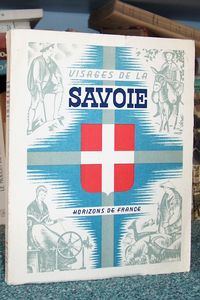 VISAGES DE LA
SAVOIE
HORIZONS DE FRANCE